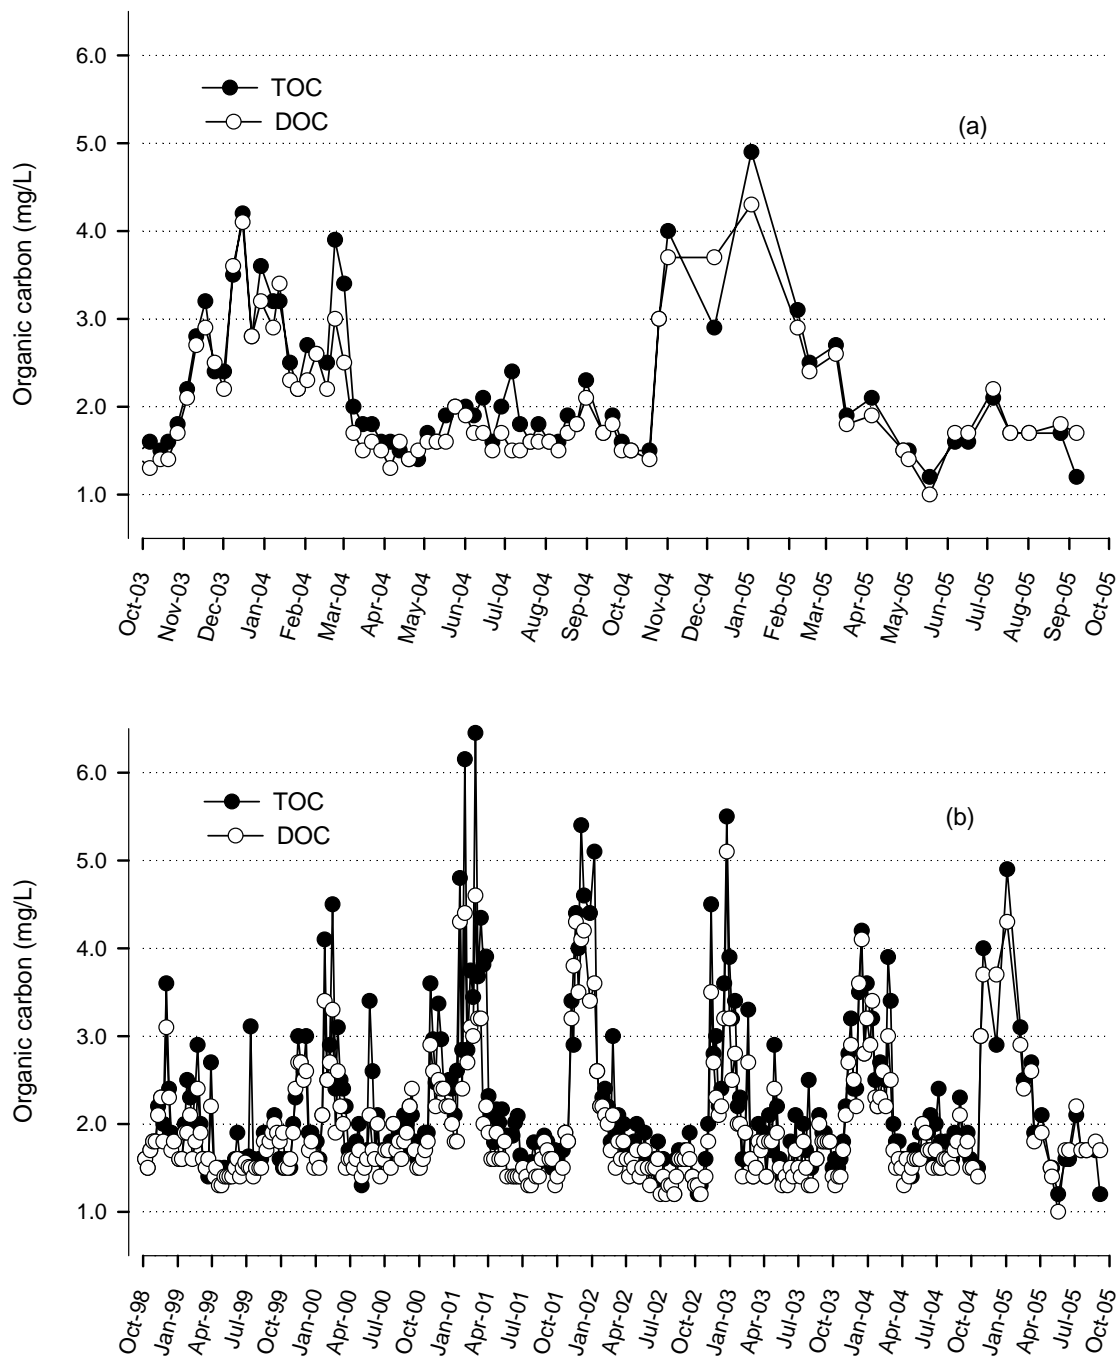 6.0
TOC
DOC
(a)
5.0
4.0
3.0
2.0
1.0
Organic carbon (mg/L)
Oct-03
Nov-03
Dec-03
Jan-04
Feb-04
Mar-04
Apr-04
May-04
Jun-04
Jul-04
Aug-04
Sep-04
Oct-04
Nov-04
Dec-04
Jan-05
Feb-05
Mar-05
Apr-05
May-05
Jun-05
Jul-05
Aug-05
Sep-05
Oct-05
6.0
TOC
DOC
(b)
5.0
4.0
3.0
2.0
1.0
Organic carbon (mg/L)
Oct-98
Jan-99
Apr-99
Jul-99
Oct-99
Jan-00
Apr-00
Jul-00
Oct-00
Jan-01
Apr-01
Jul-01
Oct-01
Jan-02
Apr-02
Jul-02
Oct-02
Jan-03
Apr-03
Jul-03
Oct-03
Jan-04
Apr-04
Jul-04
Oct-04
Jan-05
Apr-05
Jul-05
Oct-05